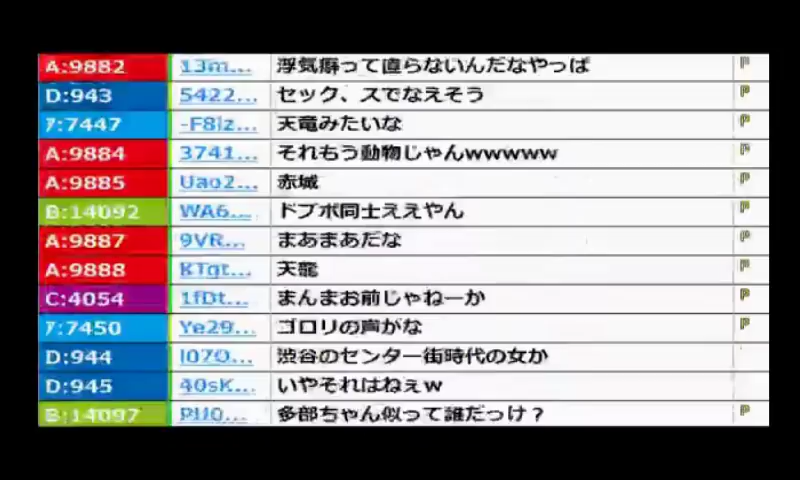 A:9882 13m... 浮気癖って直らないんだなやっぱ P
D:943 5422... セック、スでなえそう P
ｱ:7447 -F8lz... 天竜みたいな P
A:9884 3741... それもう動物じゃんwwwww P
A:9885 Uao2... 赤城 P
B:14092 WA6... ドブボ同士ええやん P
A:9887 9VR... まあまあだな P
A:9888 KTgt... 天龍 P
C:4054 1fDt... まんまお前じゃねーか P
ｱ:7450 Ye29... ゴロリの声がな P
D:944 l07O... 渋谷のセンター街時代の女か
D:945 40sK... いやそれはねぇw
B:14097 多部ちゃん似って誰だっけ？ P